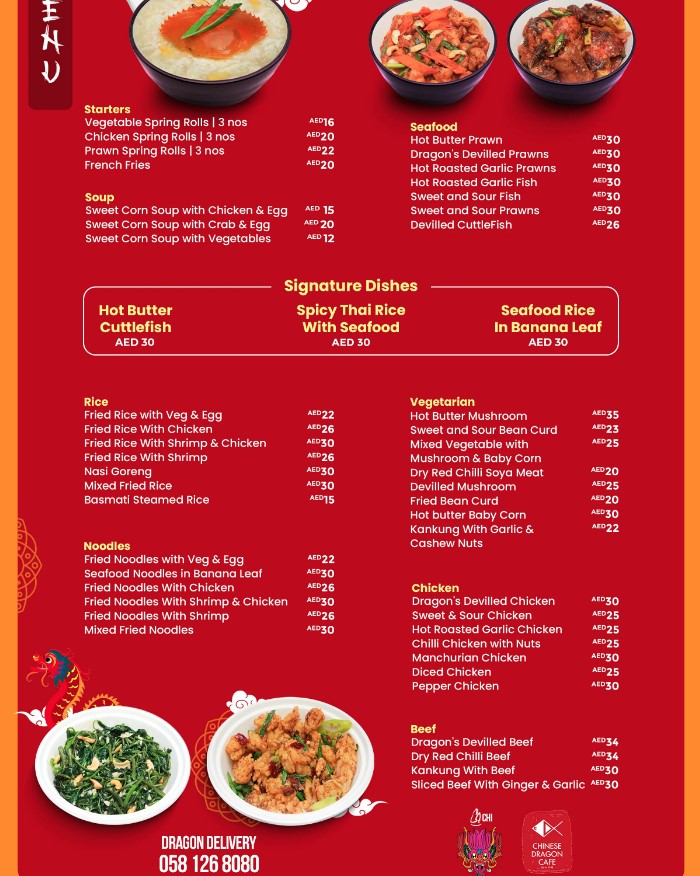 ENU
Starters
Vegetable Spring Rolls | 3 nos AED16
Chicken Spring Rolls | 3 nos AED20
Prawn Spring Rolls | 3 nos AED22
French Fries AED20
Soup
Sweet Corn Soup with Chicken & Egg AED 15
Sweet Corn Soup with Crab & Egg AED 20
Sweet Corn Soup with Vegetables AED 12
Seafood
Hot Butter Prawn AED30
Dragon's Devilled Prawns AED30
Hot Roasted Garlic Prawns AED30
Hot Roasted Garlic Fish AED30
Sweet and Sour Fish AED30
Sweet and Sour Prawns AED30
Devilled CuttleFish AED26
Signature Dishes
Hot Butter
Cuttlefish
AED 30
Spicy Thai Rice
With Seafood
AED 30
Seafood Rice
In Banana Leaf
AED 30
Rice
Fried Rice with Veg & Egg AED22
Fried Rice With Chicken AED26
Fried Rice With Shrimp & Chicken AED30
Fried Rice With Shrimp AED26
Nasi Goreng AED30
Mixed Fried Rice AED30
Basmati Steamed Rice AED15
Noodles
Fried Noodles with Veg & Egg AED22
Seafood Noodles in Banana Leaf AED30
Fried Noodles With Chicken AED26
Fried Noodles With Shrimp & Chicken AED30
Fried Noodles With Shrimp AED26
Mixed Fried Noodles AED30
Vegetarian
Hot Butter Mushroom AED35
Sweet and Sour Bean Curd AED23
Mixed Vegetable with AED25
Mushroom & Baby Corn
Dry Red Chilli Soya Meat AED20
Devilled Mushroom AED25
Fried Bean Curd AED20
Hot butter Baby Corn AED30
Kankung With Garlic & AED22
Cashew Nuts
Chicken
Dragon's Devilled Chicken AED30
Sweet & Sour Chicken AED25
Hot Roasted Garlic Chicken AED25
Chilli Chicken with Nuts AED25
Manchurian Chicken AED30
Diced Chicken AED25
Pepper Chicken AED30
Beef
Dragon's Devilled Beef AED34
Dry Red Chilli Beef AED34
Kankung With Beef AED30
Sliced Beef With Ginger & Garlic AED30
DRAGON DELIVERY
058 126 8080
CHI
CHINESE
DRAGON
CAFE